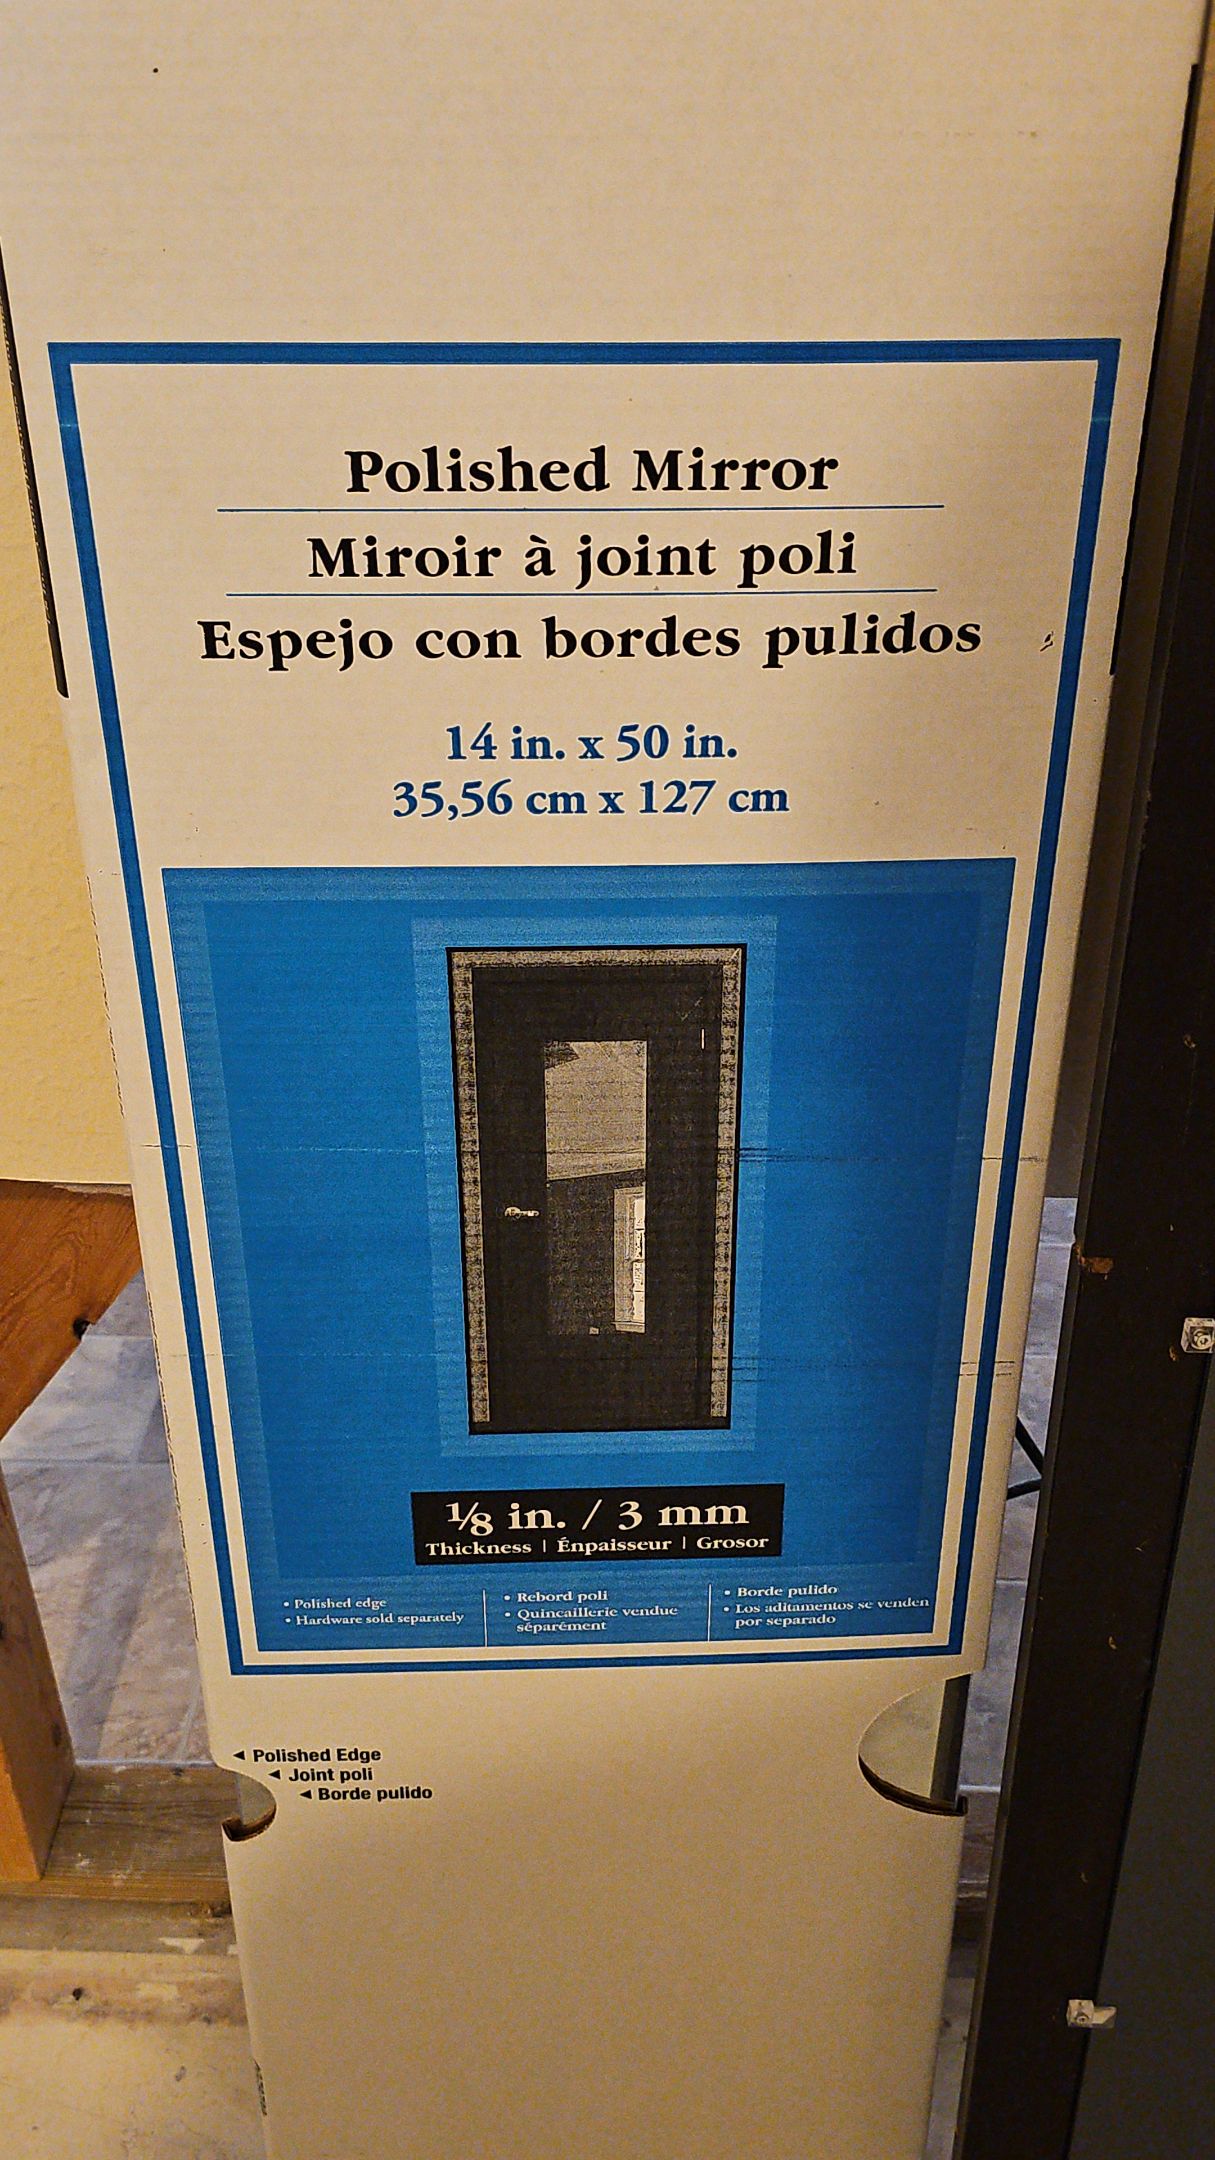 Polished Mirror
Miroir à joint poli
Espejo con bordes pulidos
14 in. x 50 in.
35,56 cm x 127 cm
⅛ in. / 3 mm
Thickness | Énpaisseur | Grosor
• Polished edge
• Hardware sold separately
• Rebord poli
• Quincaillerie vendue
séparément
• Borde pulido
• Los aditamentos se venden
por separado
◄ Polished Edge
◄ Joint poli
◄ Borde pulido